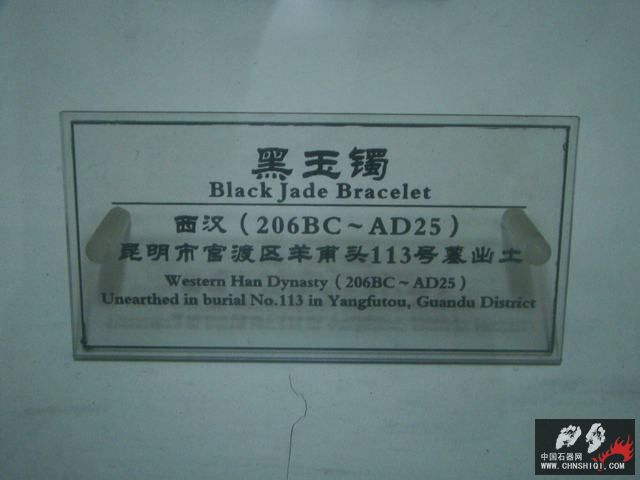 黑玉镯
Black Jade Bracelet
西汉（206BC～AD25）
昆明市官渡区羊甫头113号墓出土
Western Han Dynasty（206BC～AD25）
Unearthed in burial No.113 in Yangfutou, Guandu District
中国石器网
WWW.CHNSHIQI.COM